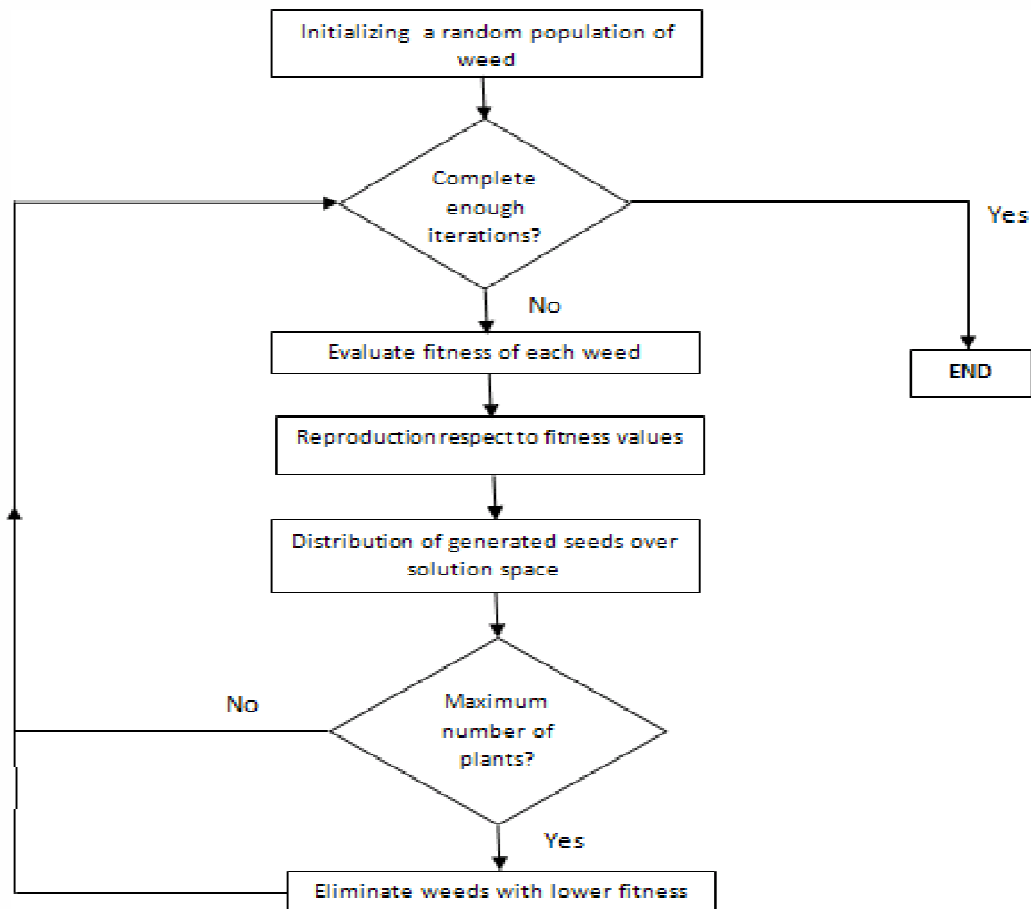 Initializing a random population of
weed
Complete
enough
iterations?
Yes
No
Evaluate fitness of each weed
END
Reproduction respect to fitness values
Distribution of generated seeds over
solution space
No
Maximum
number of
plants?
Yes
Eliminate weeds with lower fitness